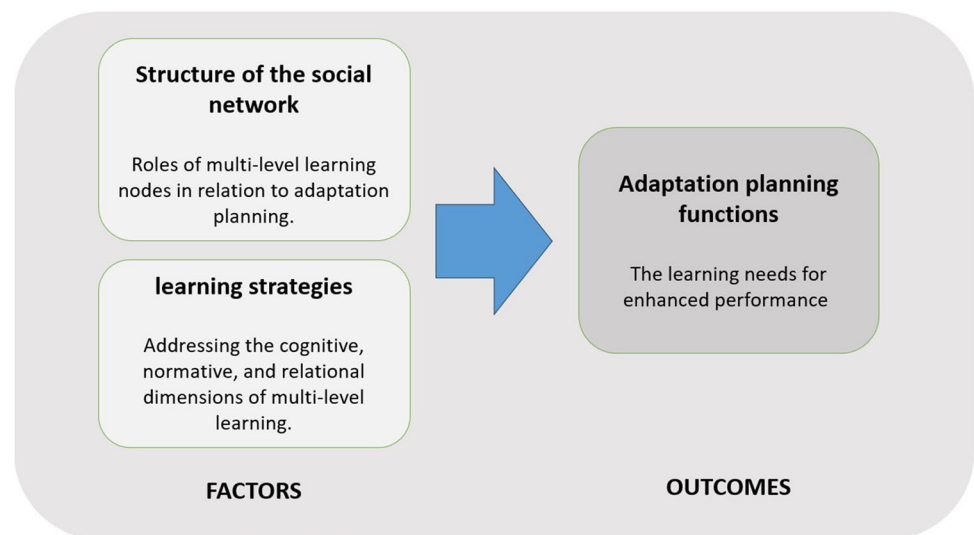 Structure of the social
network
Roles of multi-level learning
nodes in relation to adaptation
planning.
learning strategies
Addressing the cognitive,
normative, and relational
dimensions of multi-level
learning.
FACTORS
Adaptation planning
functions
The learning needs for
enhanced performance
OUTCOMES